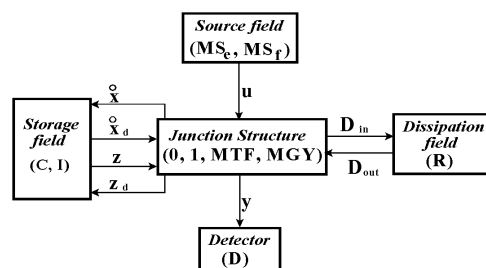 Source field
(MSe, MSf)
u
Storage
field
(C, I)
x̊
x̊d
z
zd
Junction Structure
(0, 1, MTF, MGY)
Din
Dout
Dissipation
field
(R)
y
Detector
(D)